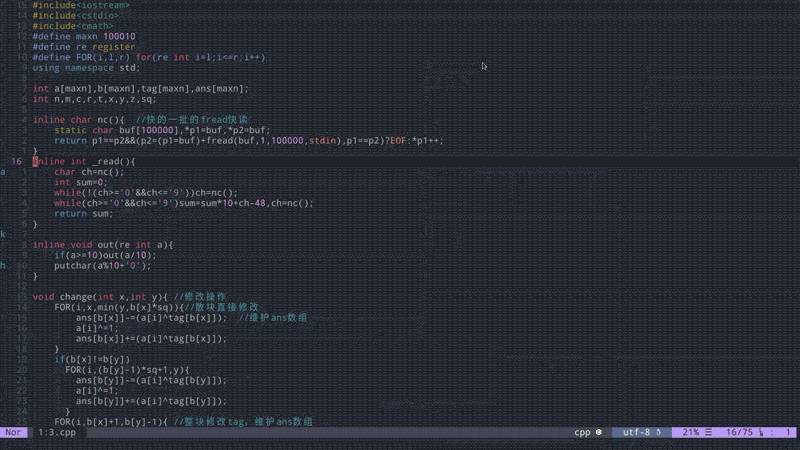 15 #include<iostream>
14 #include<cstdio>
13 #include<cmath>
12 #define maxn 100010
11 #define re register
10 #define FOR(i,l,r) for(re int i=l;i<=r;i++)
9 using namespace std;
8
7 int a[maxn],b[maxn],tag[maxn],ans[maxn];
6 int n,m,c,r,t,x,y,z,sq;
5
4 inline char nc(){  //快的一批的fread快读
3     static char buf[100000],*p1=buf,*p2=buf;
2     return p1==p2&&(p2=(p1=buf)+fread(buf,1,100000,stdin),p1==p2)?EOF:*p1++;
1 }
16 inline int _read(){
a 1     char ch=nc();
2     int sum=0;
3     while(!(ch>='0'&&ch<='9'))ch=nc();
4     while(ch>='0'&&ch<='9')sum=sum*10+ch-48,ch=nc();
5     return sum;
6 }
k 7
8 inline void out(re int a){
9     if(a>=10)out(a/10);
h 10     putchar(a%10+'0');
11 }
12
13 void change(int x,int y){ //修改操作
14     FOR(i,x,min(y,b[x]*sq)){//散块直接修改
15         ans[b[x]]-=(a[i]^tag[b[x]]);  //维护ans数组
16         a[i]^=1;
17         ans[b[x]]+=(a[i]^tag[b[x]]);
18     }
19     if(b[x]!=b[y])
20       FOR(i,(b[y]-1)*sq+1,y){
21         ans[b[y]]-=(a[i]^tag[b[y]]);
22         a[i]^=1;
23         ans[b[y]]+=(a[i]^tag[b[y]]);
24       }
25     FOR(i,b[x]+1,b[y]-1){ //整块修改tag，维护ans数组
Nor 1:3.cpp cpp utf-8 21% ☰ 16/75 : 1